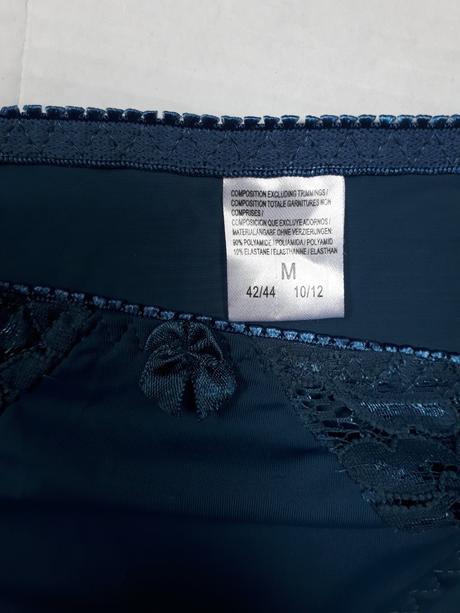 COMPOSITION EXCLUDING TRIMMINGS /
COMPOSITION TOTALE GARNITURES NON
COMPRISES /
COMPOSICION QUE EXCLUYE ADORNOS /
MATERIALANGABE OHNE VERZIERUNGEN:
90% POLYAMIDE / POLIAMIDA / POLYAMID
10% ELASTANE / ELASTHANNE / ELASTHAN
M
42/44 10/12